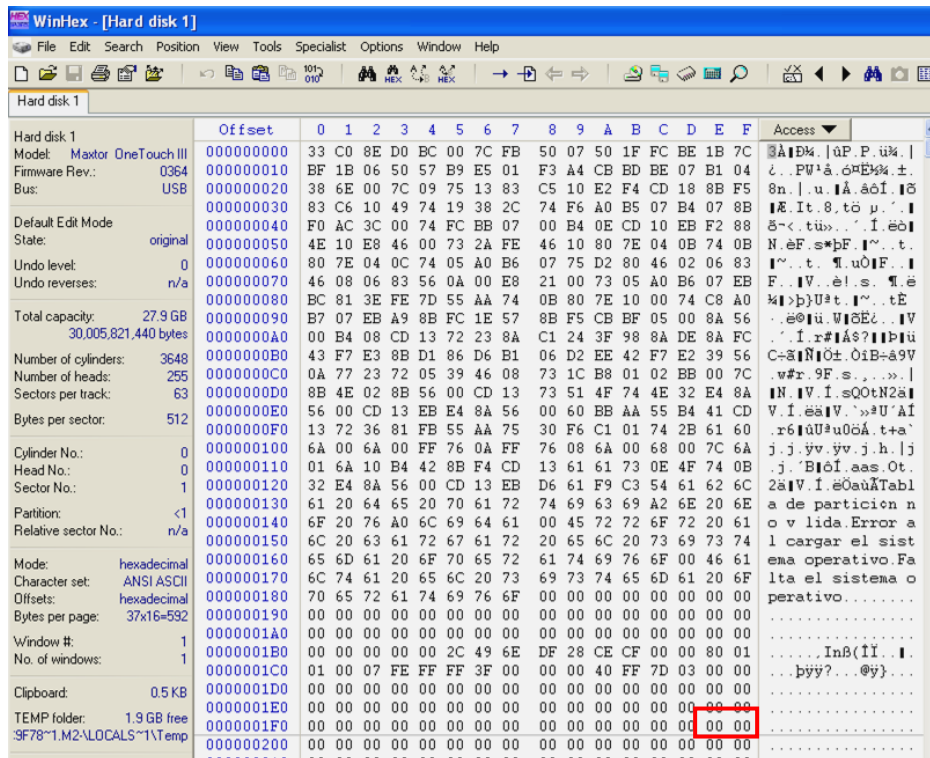 WinHex - [Hard disk 1]
File Edit Search Position View Tools Specialist Options Window Help
Hard disk 1
Hard disk 1
Model: Maxtor OneTouch III
Firmware Rev.: 0364
Bus: USB
Default Edit Mode
State: original
Undo level: 0
Undo reverses: n/a
Total capacity: 27.9 GB
30,005,821,440 bytes
Number of cylinders: 3648
Number of heads: 255
Sectors per track: 63
Bytes per sector: 512
Cylinder No.: 0
Head No.: 0
Sector No.: 1
Partition: <1
Relative sector No.: n/a
Mode: hexadecimal
Character set: ANSI ASCII
Offsets: hexadecimal
Bytes per page: 37x16=592
Window #: 1
No. of windows: 1
Clipboard: 0.5 KB
TEMP folder: 1.9 GB free
:9F78~1.M2-\LOCALS~1\Temp
Offset 0 1 2 3 4 5 6 7 8 9 A B C D E F Access
000000000 33 C0 8E D0 BC 00 7C FB 50 07 50 1F FC BE 1B 7C
000000010 BF 1B 06 50 57 B9 E5 01 F3 A4 CB BD BE 07 B1 04
000000020 38 6E 00 7C 09 75 13 83 C5 10 E2 F4 CD 18 8B F5
000000030 83 C6 10 49 74 19 38 2C 74 F6 A0 B5 07 B4 07 8B
000000040 F0 AC 3C 00 74 FC BB 07 00 B4 0E CD 10 EB F2 88
000000050 4E 10 E8 46 00 73 2A FE 46 10 80 7E 04 0B 74 0B
000000060 80 7E 04 0C 74 05 A0 B6 07 75 D2 80 46 02 06 83
000000070 46 08 06 83 56 0A 00 E8 21 00 73 05 A0 B6 07 EB
000000080 BC 81 3E FE 7D 55 AA 74 0B 80 7E 10 00 74 C8 A0
000000090 B7 07 EB A9 8B FC 1E 57 8B F5 CB BF 05 00 8A 56
0000000A0 00 B4 08 CD 13 72 23 8A C1 24 3F 98 8A DE 8A FC
0000000B0 43 F7 E3 8B D1 86 D6 B1 06 D2 EE 42 F7 E2 39 56
0000000C0 0A 77 23 72 05 39 46 08 73 1C B8 01 02 BB 00 7C
0000000D0 8B 4E 02 8B 56 00 CD 13 73 51 4F 74 4E 32 E4 8A
0000000E0 56 00 CD 13 EB E4 8A 56 00 60 BB AA 55 B4 41 CD
0000000F0 13 72 36 81 FB 55 AA 75 30 F6 C1 01 74 2B 61 60
000000100 6A 00 6A 00 FF 76 0A FF 76 08 6A 00 68 00 7C 6A j.j.ÿv.ÿv.j.h.|j
000000110 01 6A 10 B4 42 8B F4 CD 13 61 61 73 0E 4F 74 0B
000000120 32 E4 8A 56 00 CD 13 EB D6 61 F9 C3 54 61 62 6C
000000130 61 20 64 65 20 70 61 72 74 69 63 69 A2 6E 20 6E a de partición n
000000140 6F 20 76 A0 6C 69 64 61 00 45 72 72 6F 72 20 61 o v lida.Error a
000000150 6C 20 63 61 72 67 61 72 20 65 6C 20 73 69 73 74 l cargar el sist
000000160 65 6D 61 20 6F 70 65 72 61 74 69 76 6F 00 46 61 ema operativo.Fa
000000170 6C 74 61 20 65 6C 20 73 69 73 74 65 6D 61 20 6F lta el sistema o
000000180 70 65 72 61 74 69 76 6F 00 00 00 00 00 00 00 00 perativo........
000000190 00 00 00 00 00 00 00 00 00 00 00 00 00 00 00 00 ................
0000001A0 00 00 00 00 00 00 00 00 00 00 00 00 00 00 00 00 ................
0000001B0 00 00 00 00 00 2C 49 6E DF 28 CE CF 00 00 80 01
0000001C0 01 00 07 FE FF FF 3F 00 00 00 40 FF 7D 03 00 00 ...þÿÿ?...@ÿ}...
0000001D0 00 00 00 00 00 00 00 00 00 00 00 00 00 00 00 00 ................
0000001E0 00 00 00 00 00 00 00 00 00 00 00 00 00 00 00 00 ................
0000001F0 00 00 00 00 00 00 00 00 00 00 00 00 00 00 00 00 ................
000000200 00 00 00 00 00 00 00 00 00 00 00 00 00 00 00 00 ................